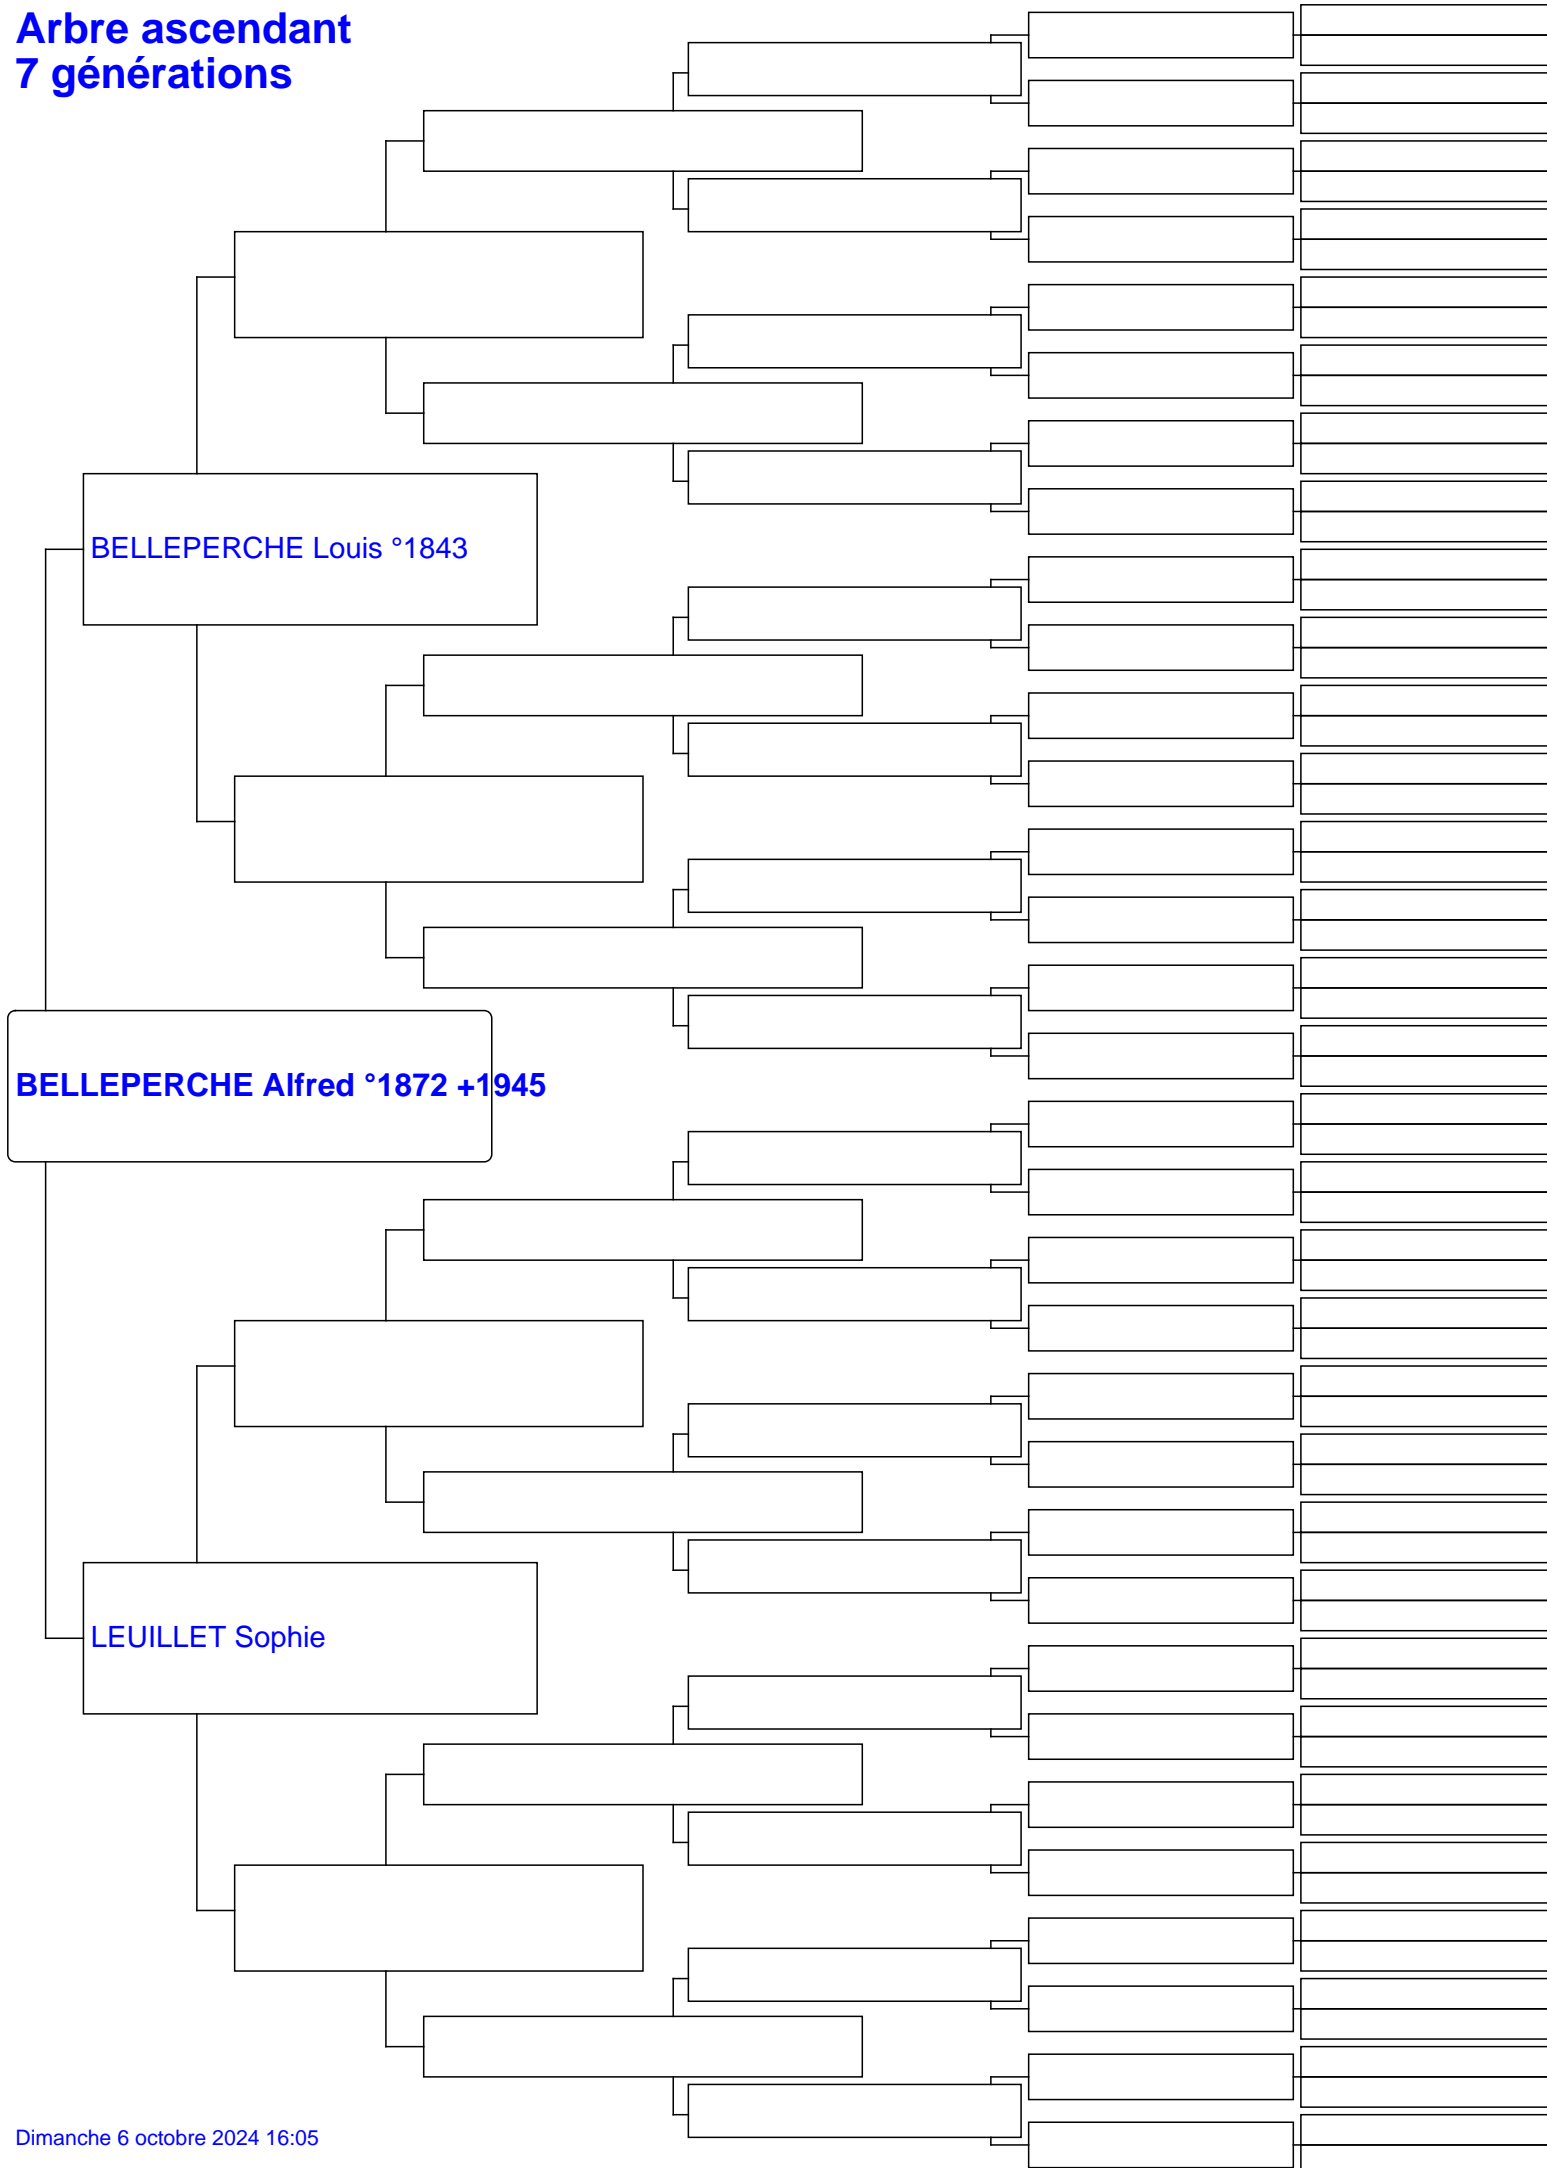 Arbre ascendant
7 générations
BELLEPERCHE Louis °1843
BELLEPERCHE Alfred °1872 +1945
LEUILLET Sophie
Dimanche 6 octobre 2024 16:05